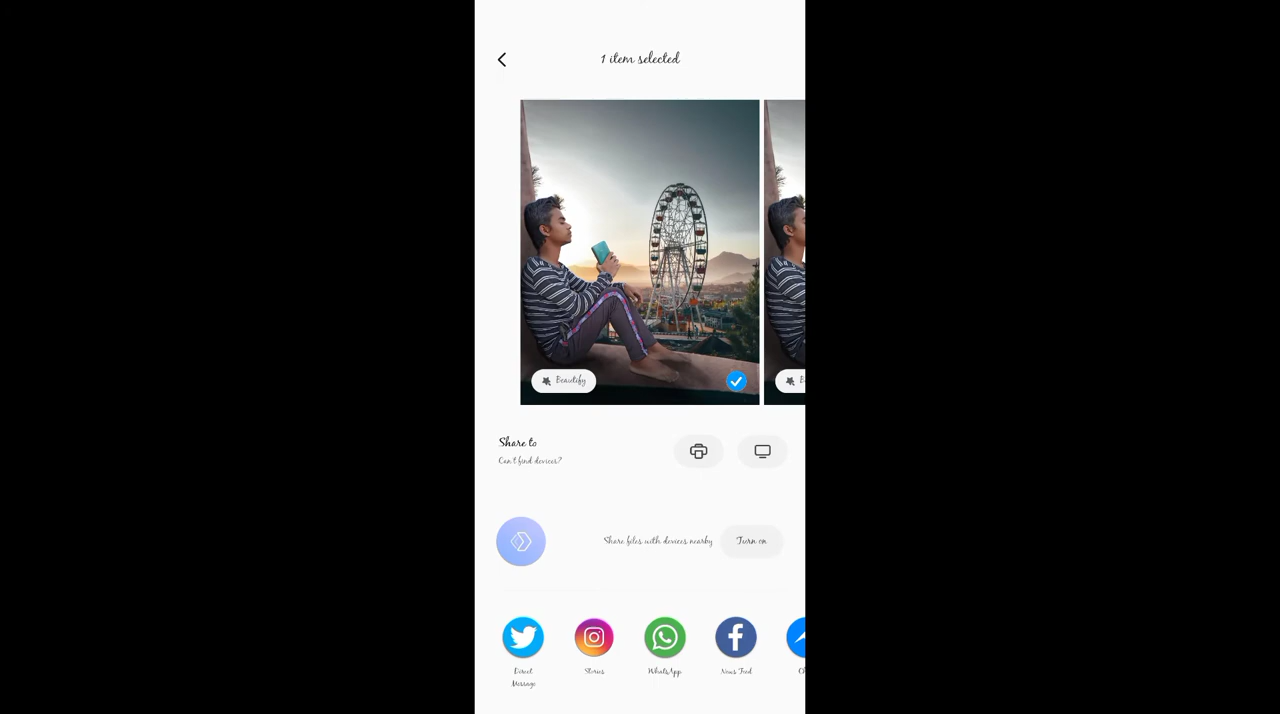 1 item selected
Beautify
Share to
Can't find devices?
Share files with devices nearby
Turn on
Direct
Message
Stories
WhatsApp
News Feed